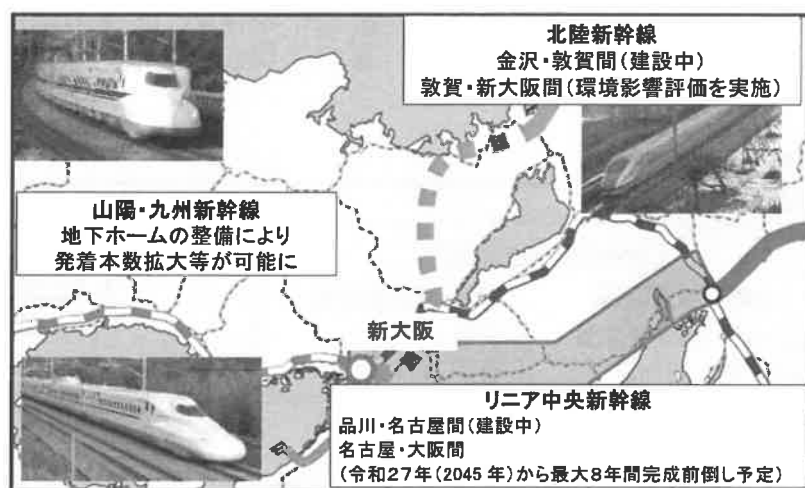 北陸新幹線
金沢・敦賀間(建設中)
敦賀・新大阪間(環境影響評価を実施)
山陽・九州新幹線
地下ホームの整備により
発着本数拡大等が可能に
新大阪
リニア中央新幹線
品川・名古屋間(建設中)
名古屋・大阪間
(令和27年(2045年)から最大8年間完成前倒し予定)